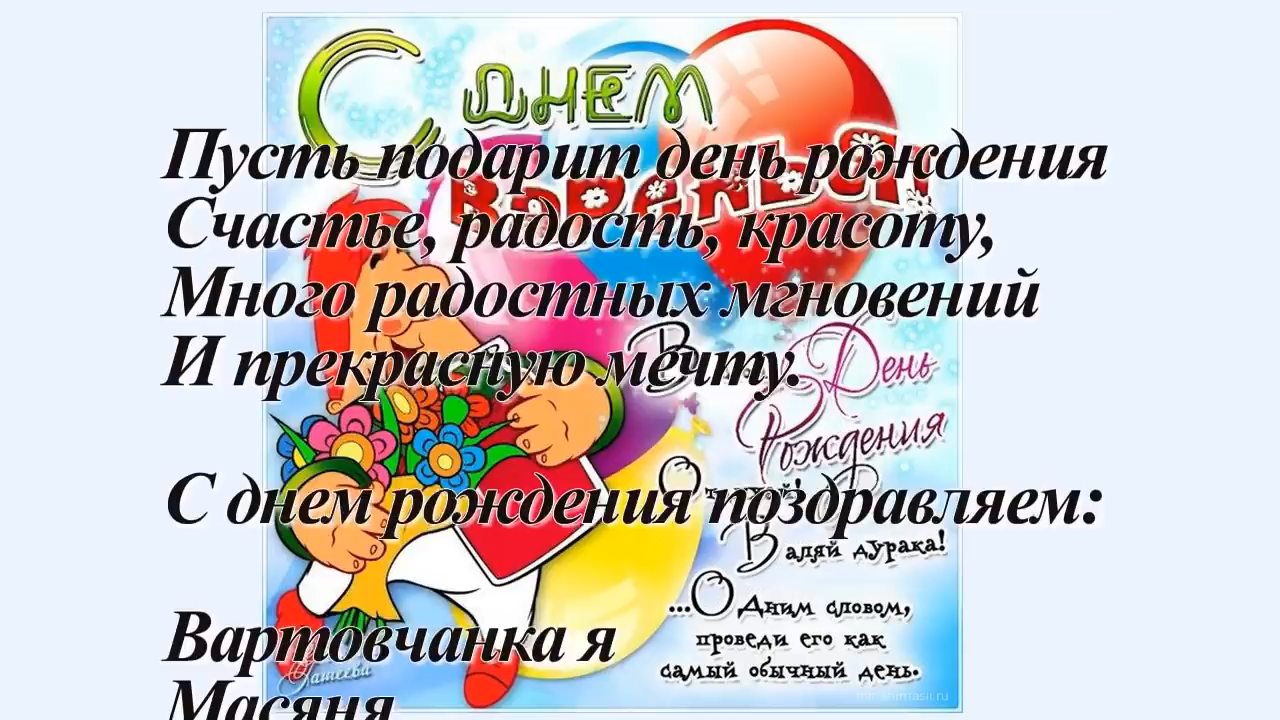 С днем
Варенья!
Пусть подарит день рождения
Счастье, радость, красоту,
Много радостных мгновений
И прекрасную мечту.
С днем рождения поздравляем:
Вартовчанка я
Масяня
В
День
Рождения
Валяй дурака!
...Одним словом,
проведи его как
самый обычный день.